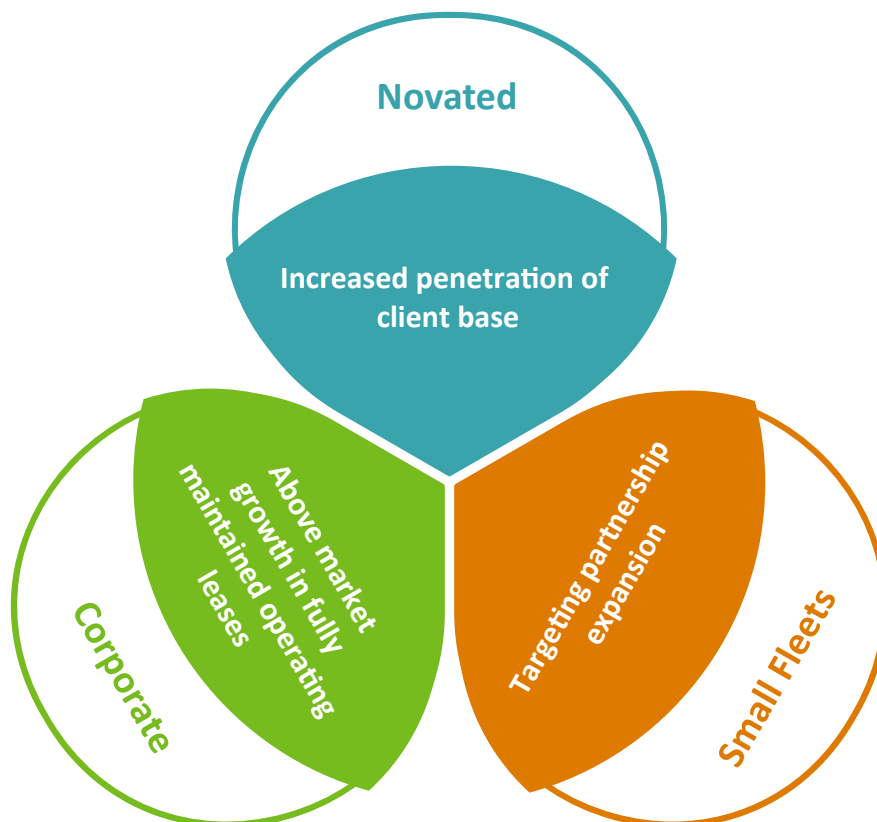 Novated
Increased penetration of
client base
Above market
growth in fully
maintained operating
leases
Corporate
Targeting partnership
expansion
Small Fleets